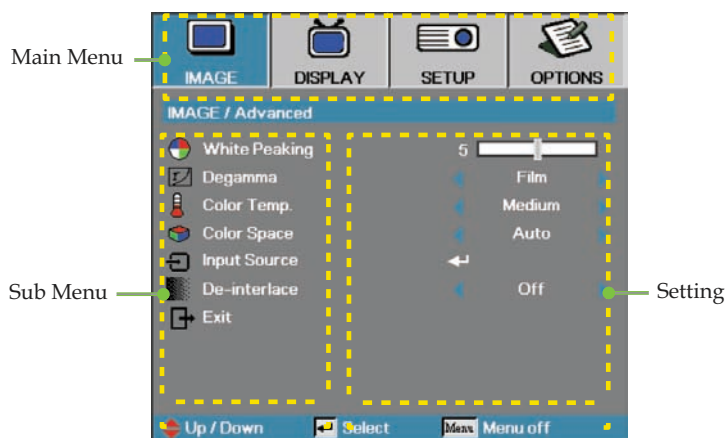 Main Menu
IMAGE DISPLAY SETUP OPTIONS
IMAGE / Advanced
White Peaking 5
Degamma Film
Color Temp. Medium
Color Space Auto
Input Source
Sub Menu De-interlace Off Setting
Exit
Up / Down Select Menu Menu off